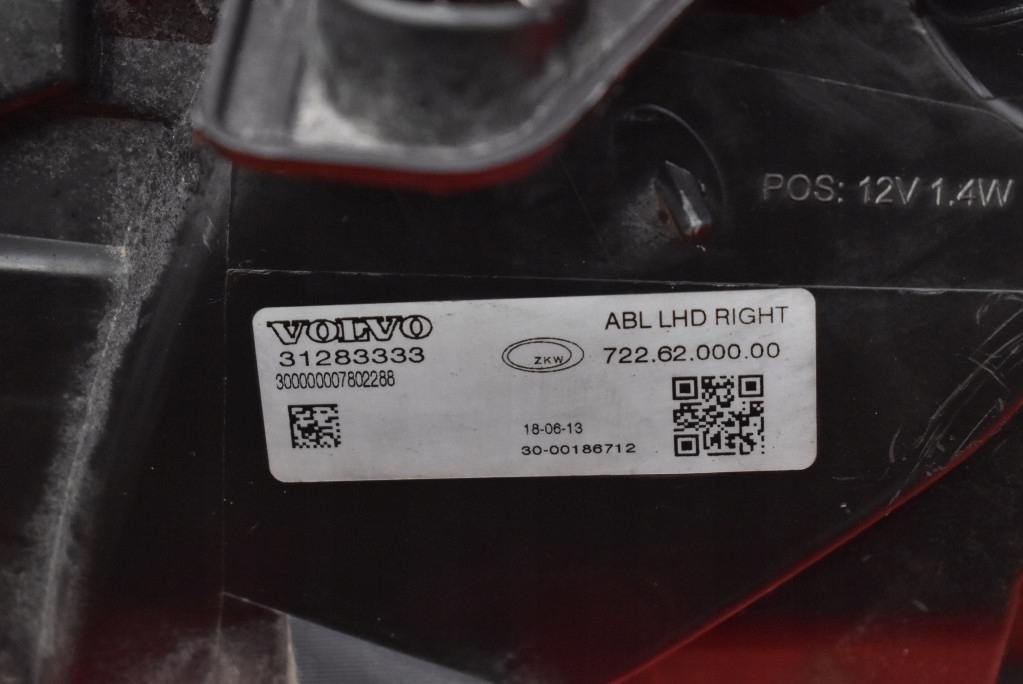 POS: 12V 1.4W
VOLVO
31283333
300000007802288
ZKW
ABL LHD RIGHT
722.62.000.00
18-06-13
30-00186712